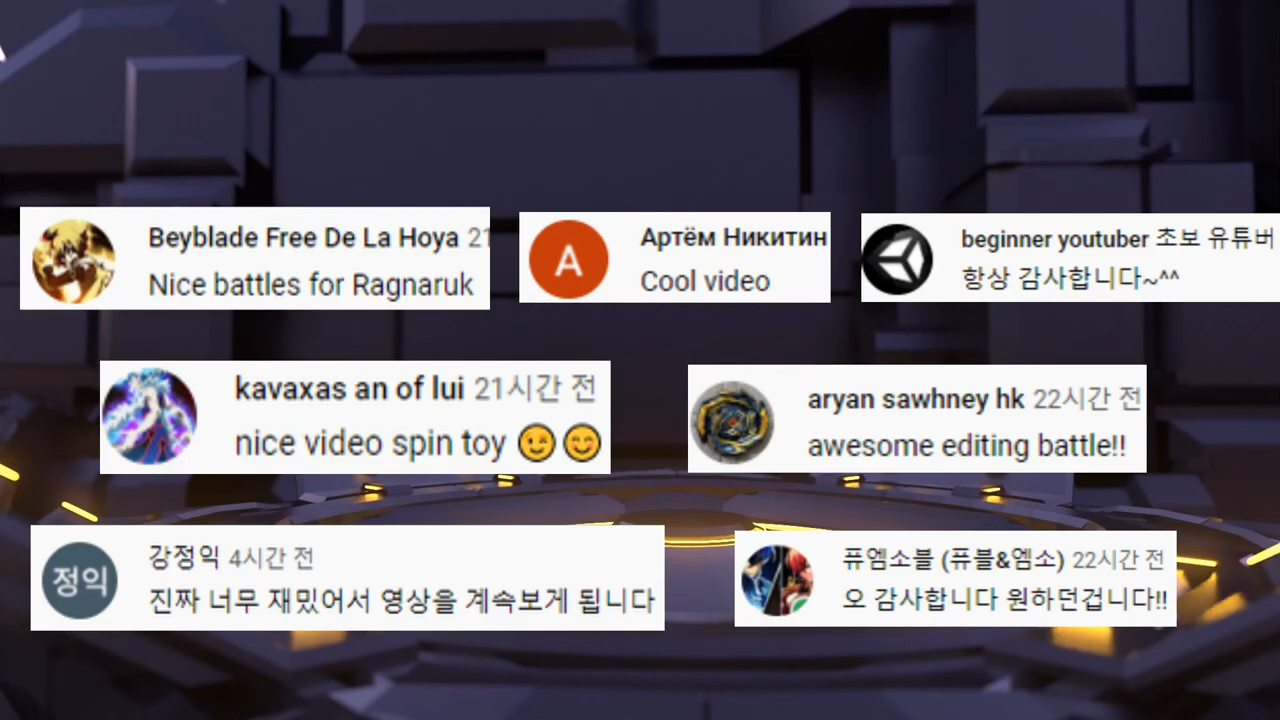 Beyblade Free De La Hoya 21
Nice battles for Ragnaruk
A
Артём Никитин
Cool video
beginner youtuber 초보 유튜버
항상 감사합니다~^^
kavaxas an of lui 21시간 전
nice video spin toy 😉😊
aryan sawhney hk 22시간 전
awesome editing battle!!
정익
강정익 4시간 전
진짜 너무 재밌어서 영상을 계속보게 됩니다
퓨엠소블 (퓨블&엠소) 22시간 전
오 감사합니다 원하던겁니다!!